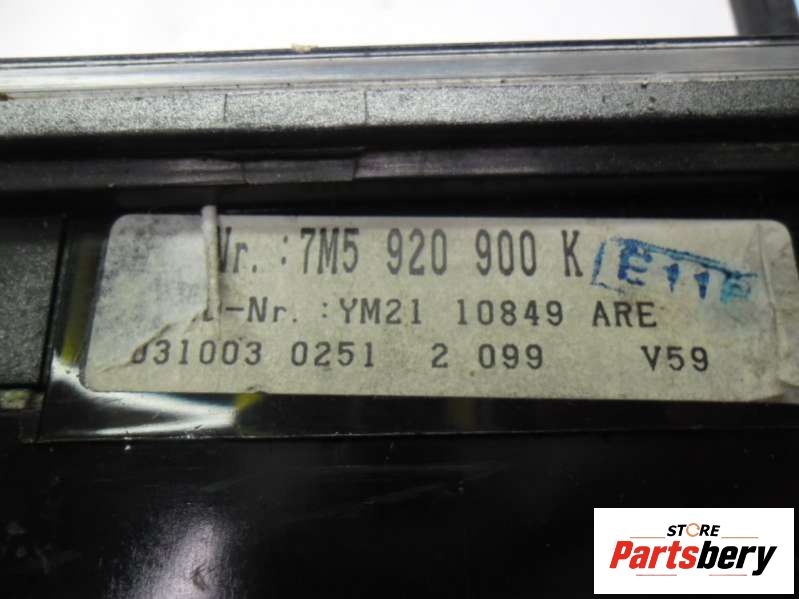 Nr. :7M5 920 900 K
-Nr. :YM21 10849 ARE
031003 0251 2 099 V59
STORE
Partsbery